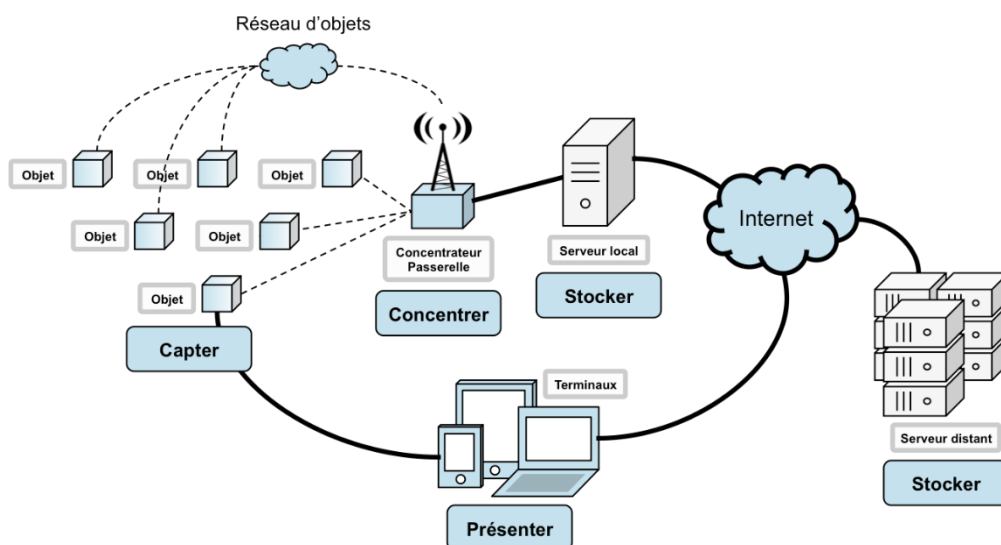 Réseau d'objets
Objet
Objet
Objet
Objet
Objet
Objet
Concentrateur
Passerelle
Serveur local
Internet
Concentrer
Stocker
Capter
Terminaux
Serveur distant
Stocker
Présenter